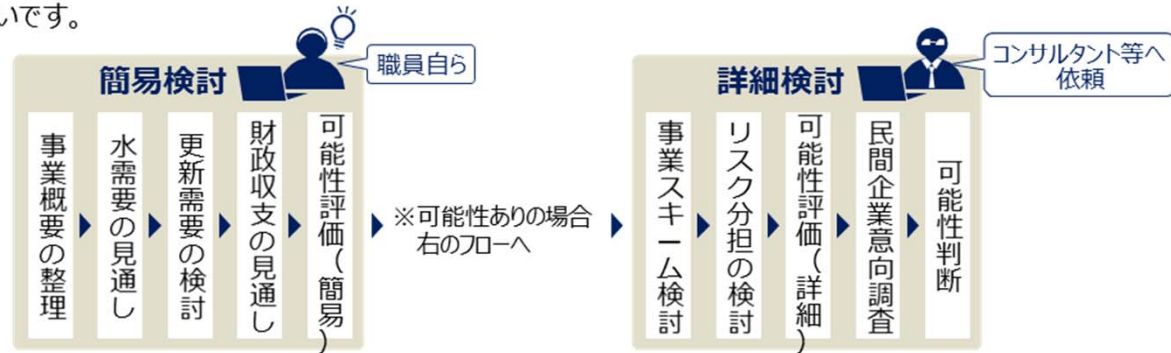 いです。
簡易検討
職員自ら
事業概要の整理
水需要の見通し
更新需要の検討
財政収支の見通し
可能性評価（簡易）
※可能性ありの場合
右のフローへ
詳細検討
コンサルタント等へ
依頼
事業スキーム検討
リスク分担の検討
可能性評価（詳細）
民間企業意向調査
可能性判断